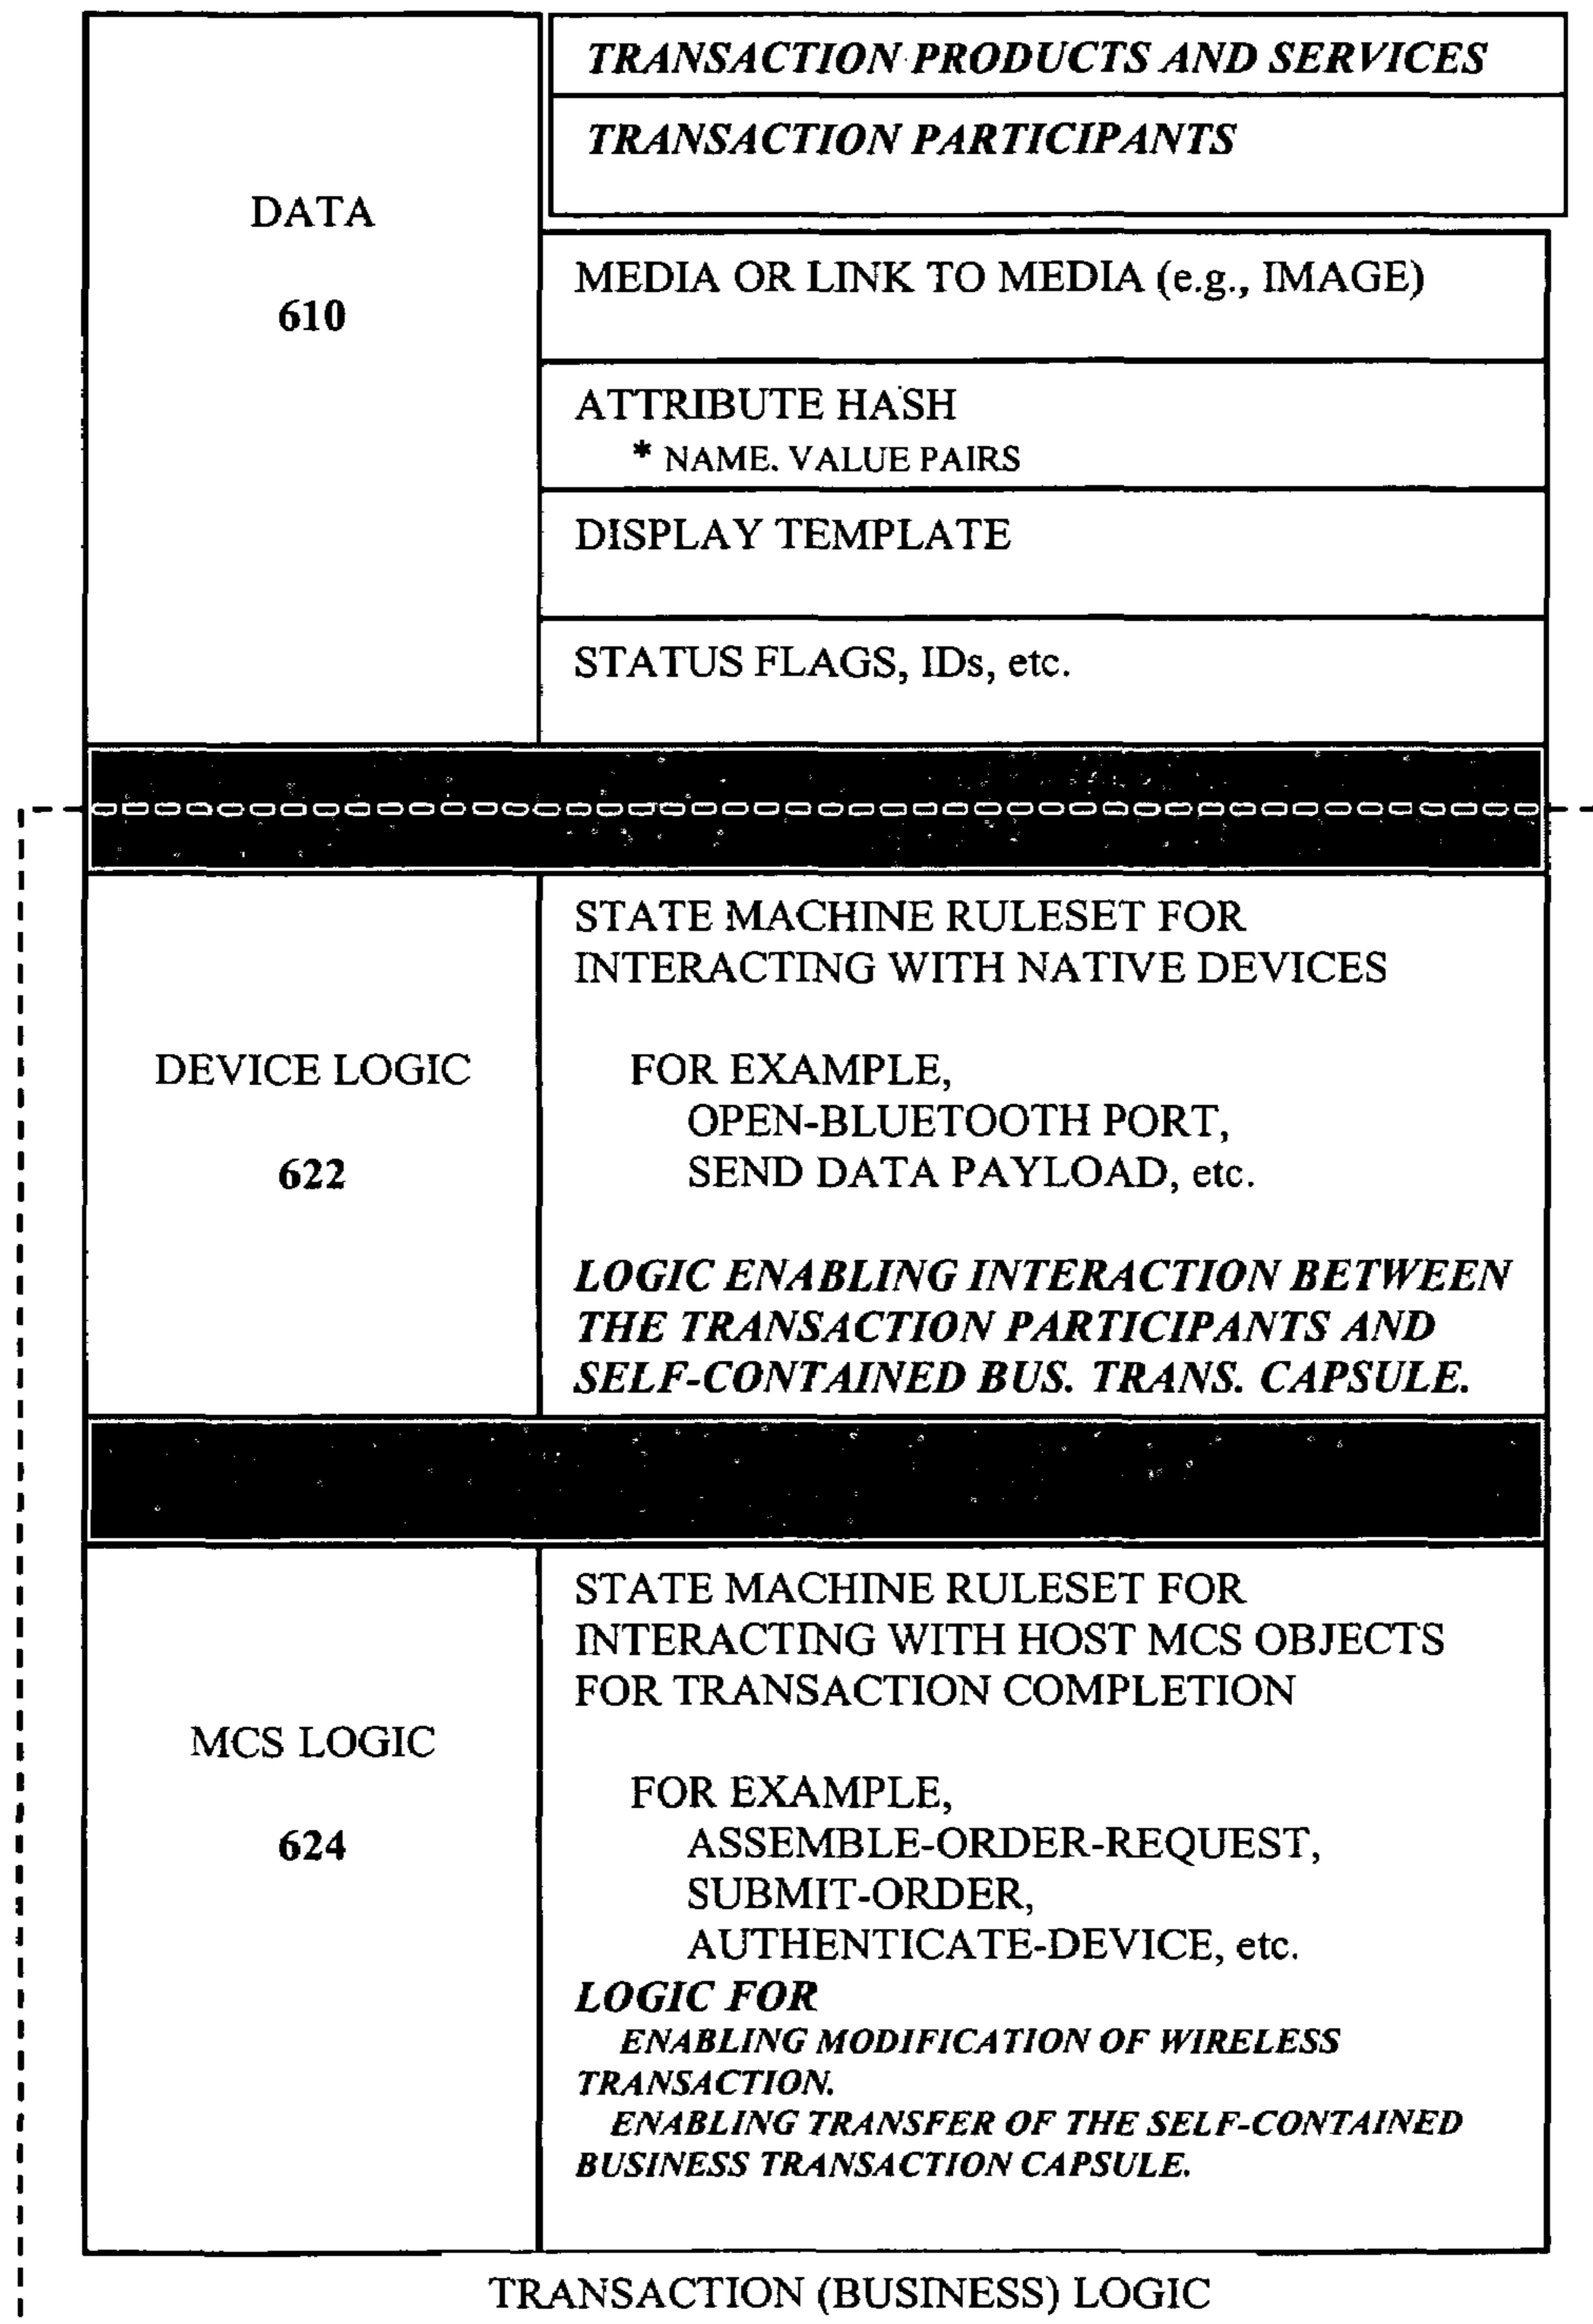 TRANSACTION PRODUCTS AND SERVICES
TRANSACTION PARTICIPANTS
DATA
610
MEDIA OR LINK TO MEDIA (e.g., IMAGE)
ATTRIBUTE HASH
* NAME. VALUE PAIRS
DISPLAY TEMPLATE
STATUS FLAGS, IDs, etc.
DEVICE LOGIC
622
STATE MACHINE RULESET FOR
INTERACTING WITH NATIVE DEVICES
FOR EXAMPLE,
OPEN-BLUETOOTH PORT,
SEND DATA PAYLOAD, etc.
LOGIC ENABLING INTERACTION BETWEEN
THE TRANSACTION PARTICIPANTS AND
SELF-CONTAINED BUS. TRANS. CAPSULE.
MCS LOGIC
624
STATE MACHINE RULESET FOR
INTERACTING WITH HOST MCS OBJECTS
FOR TRANSACTION COMPLETION
FOR EXAMPLE,
ASSEMBLE-ORDER-REQUEST,
SUBMIT-ORDER,
AUTHENTICATE-DEVICE, etc.
LOGIC FOR
ENABLING MODIFICATION OF WIRELESS
TRANSACTION.
ENABLING TRANSFER OF THE SELF-CONTAINED
BUSINESS TRANSACTION CAPSULE.
TRANSACTION (BUSINESS) LOGIC